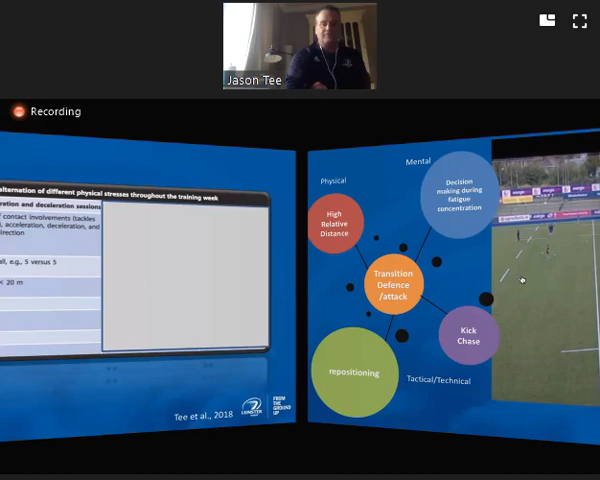 Jason Tee
Recording
alternation of different physical stresses throughout the training week
ration and deceleration sessions
f contact involvements (tackles
), acceleration, deceleration, and
direction
all, e.g., 5 versus 5
< 20 m
Tee et al., 2018
LEINSTER
FROM
THE
GROUND
UP
Physical
Mental
High
Relative
Distance
Decision
making during
fatigue
concentration
Transition
Defence
/attack
Kick
Chase
repositioning
Tactical/Technical